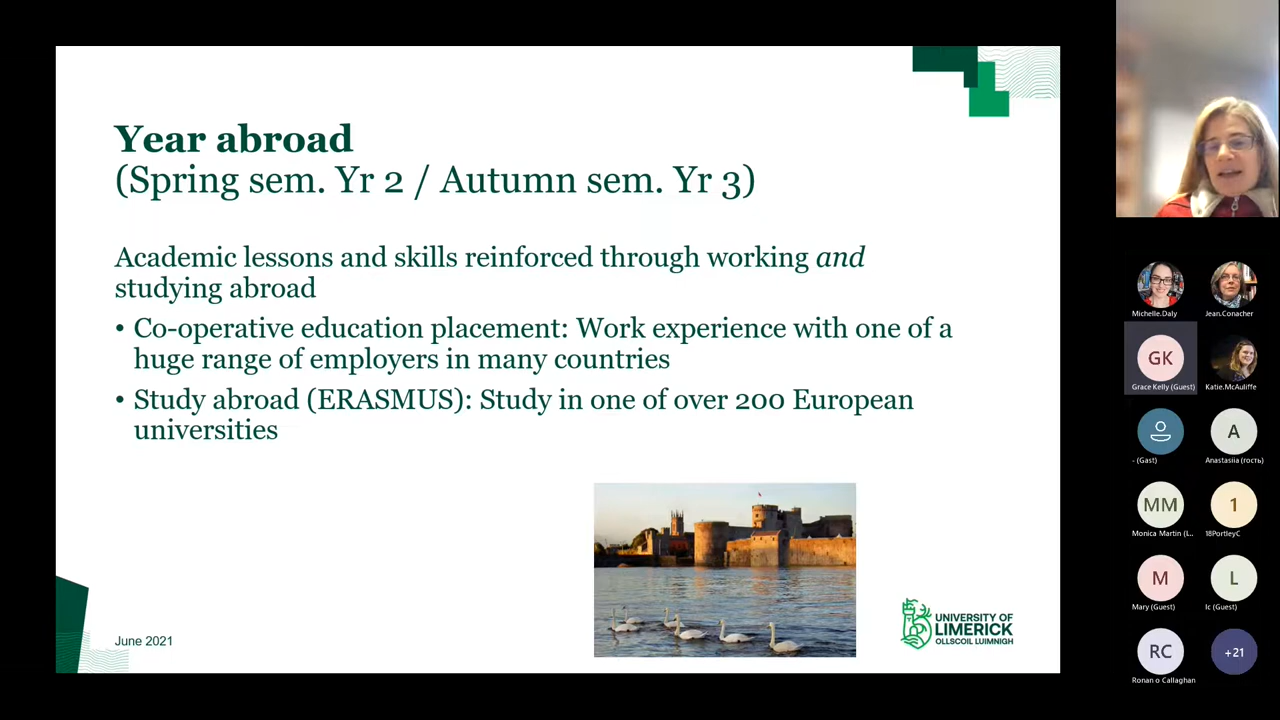 Year abroad
(Spring sem. Yr 2 / Autumn sem. Yr 3)
Academic lessons and skills reinforced through working and
studying abroad
• Co-operative education placement: Work experience with one of a
huge range of employers in many countries
• Study abroad (ERASMUS): Study in one of over 200 European
universities
June 2021
UNIVERSITY OF
LIMERICK
OLLSCOIL LUIMNIGH
Michelle.Daly
Jean.Conacher
GK
Grace Kelly (Guest)
Katie.McAuliffe
- (Gast)
A
Anastasiia (гость)
MM
Monica Martin (L...
1
18PortleyC
M
Mary (Guest)
L
lc (Guest)
RC
Ronan o Callaghan
+21